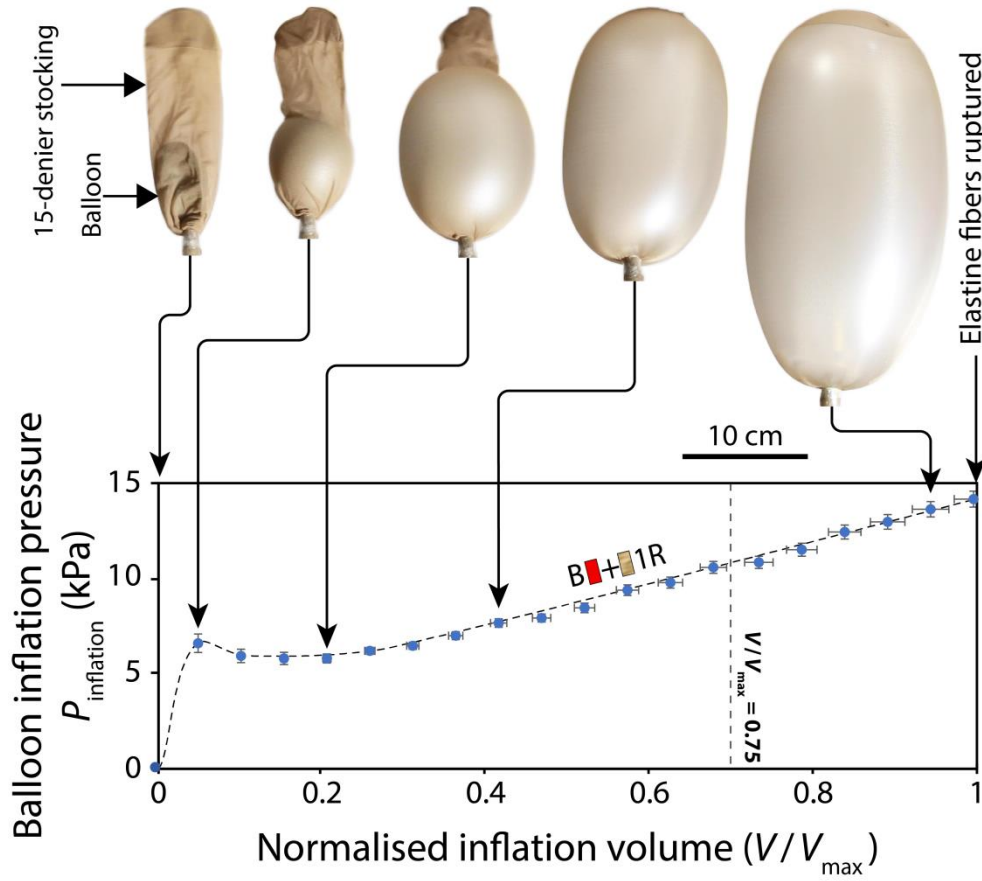 15-denier stocking
Balloon
Elastine fibers ruptured
10 cm
Balloon inflation pressure
P inflation (kPa)
15
10
5
0
B + 1R
V/V max = 0.75
0
0.2
0.4
0.6
0.8
1
Normalised inflation volume (V/V max)